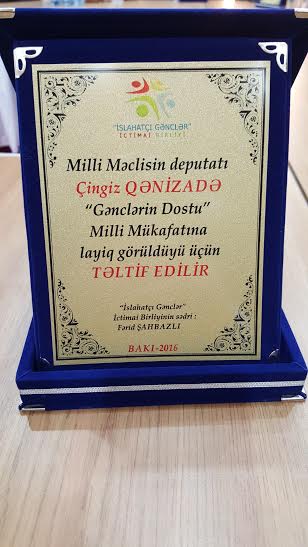 "İSLAHATÇI GƏNCLƏR"
İCTİMAİ BİRLİYİ
Milli Məclisin deputatı
Çingiz QƏNİZADƏ
"Gənclərin Dostu"
Milli Mükafatına
layiq görüldüyü üçün
TƏLTİF EDİLİR
"İslahatçı Gənclər"
İctimai Birliyinin sədri :
Fərid ŞAHBAZLI
BAKI-2016